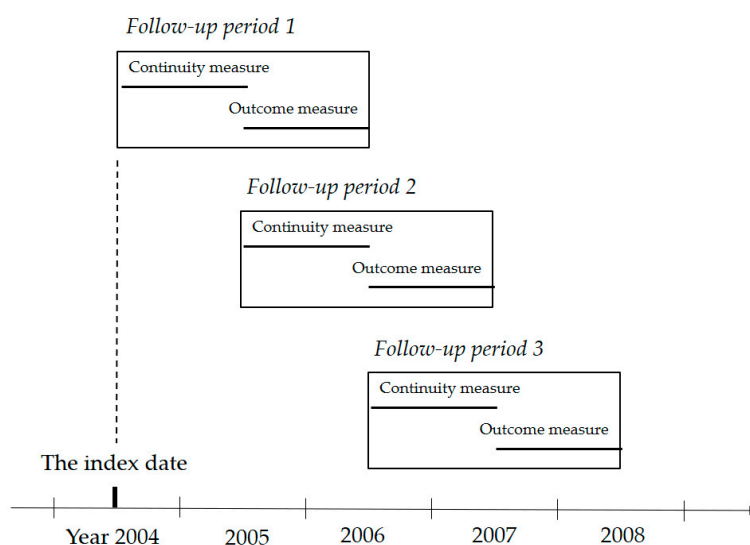 Follow-up period 1
Continuity measure
Outcome measure
Follow-up period 2
Continuity measure
Outcome measure
Follow-up period 3
Continuity measure
Outcome measure
The index date
Year 2004 2005 2006 2007 2008